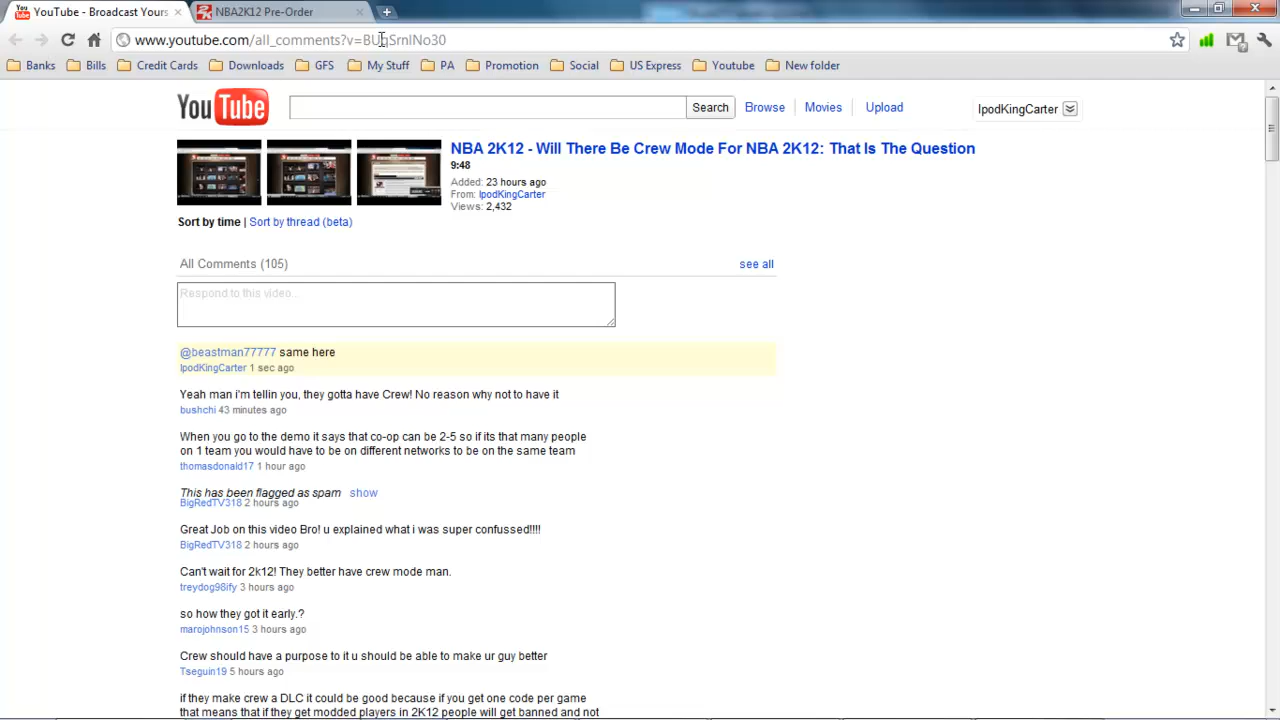 YouTube - Broadcast Yours
NBA2K12 Pre-Order
www.youtube.com/all_comments?v=
Banks Bills Credit Cards Downloads GFS My Stuff PA Promotion Social US Express Youtube New folder
YouTube Search Browse Movies Upload IpodKingCarter
NBA 2K12 - Will There Be Crew Mode For NBA 2K12: That Is The Question
9:48
Added: 23 hours ago
From: IpodKingCarter
Views: 2,432
Sort by time | Sort by thread (beta)
All Comments (105) see all
Respond to this video...
@beastman77777 same here
IpodKingCarter 1 sec ago
Yeah man i'm tellin you, they gotta have Crew! No reason why not to have it
bushchi 43 minutes ago
When you go to the demo it says that co-op can be 2-5 so if its that many people
on 1 team you would have to be on different networks to be on the same team
thomasdonald17 1 hour ago
This has been flagged as spam show
BigRedTV318 2 hours ago
Great Job on this video Bro! u explained what i was super confussed!!!!
BigRedTV318 2 hours ago
Can't wait for 2k12! They better have crew mode man.
treydog98ify 3 hours ago
so how they got it early.?
marojohnson15 3 hours ago
Crew should have a purpose to it u should be able to make ur guy better
Tseguin19 5 hours ago
if they make crew a DLC it could be good because if you get one code per game
that means that if they get modded players in 2K12 people will get banned and not